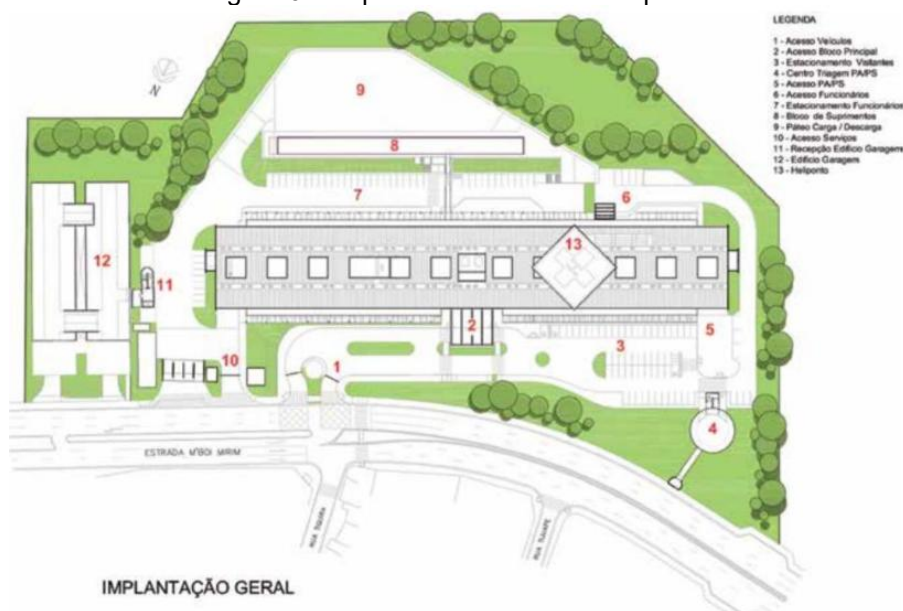 LEGENDA
1 - Acesso Veículos
2 - Acesso Bloco Principal
3 - Estacionamento Visitantes
4 - Centro Triagem PA/PS
5 - Acesso PA/PS
6 - Acesso Funcionários
7 - Estacionamento Funcionários
8 - Bloco de Suprimentos
9 - Páteo Carga / Descarga
10 - Acesso Serviços
11 - Recepção Edifício Garagem
12 - Edifício Garagem
13 - Heliponto
N
9
8
7
6
13
12
11
5
2
3
10
1
4
ESTRADA M'BOI MIRIM
IMPLANTAÇÃO GERAL